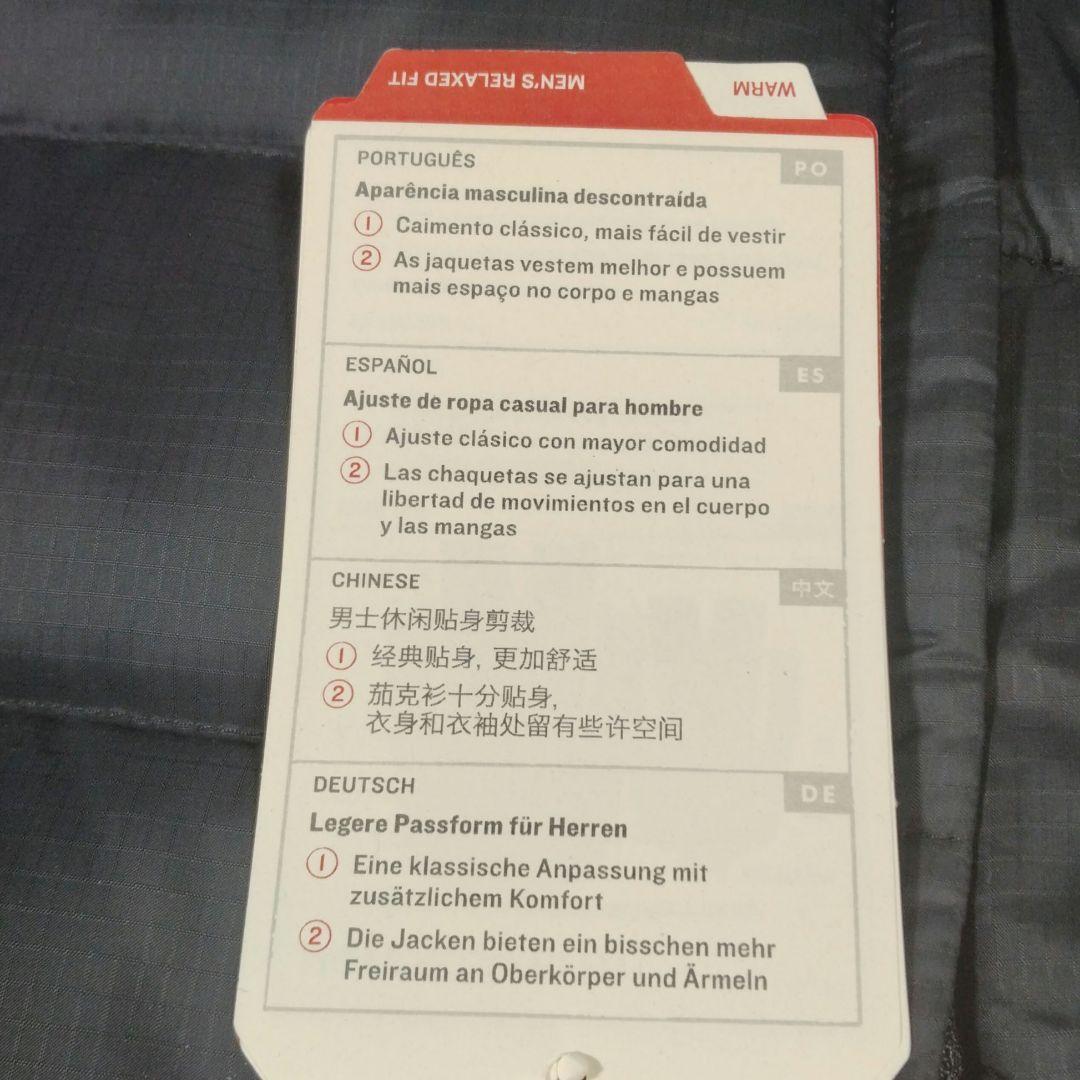 MEN'S RELAXED FIT
WARM
PORTUGUÊS
PO
Aparência masculina descontraída
1 Caimento clássico, mais fácil de vestir
2 As jaquetas vestem melhor e possuem
mais espaço no corpo e mangas
ESPAÑOL
ES
Ajuste de ropa casual para hombre
1 Ajuste clásico con mayor comodidad
2 Las chaquetas se ajustan para una
libertad de movimientos en el cuerpo
y las mangas
CHINESE
中文
男士休闲贴身剪裁
1 经典贴身, 更加舒适
2 茄克衫十分贴身,
衣身和衣袖处留有些许空间
DEUTSCH
DE
Legere Passform für Herren
1 Eine klassische Anpassung mit
zusätzlichem Komfort
2 Die Jacken bieten ein bisschen mehr
Freiraum an Oberkörper und Ärmeln